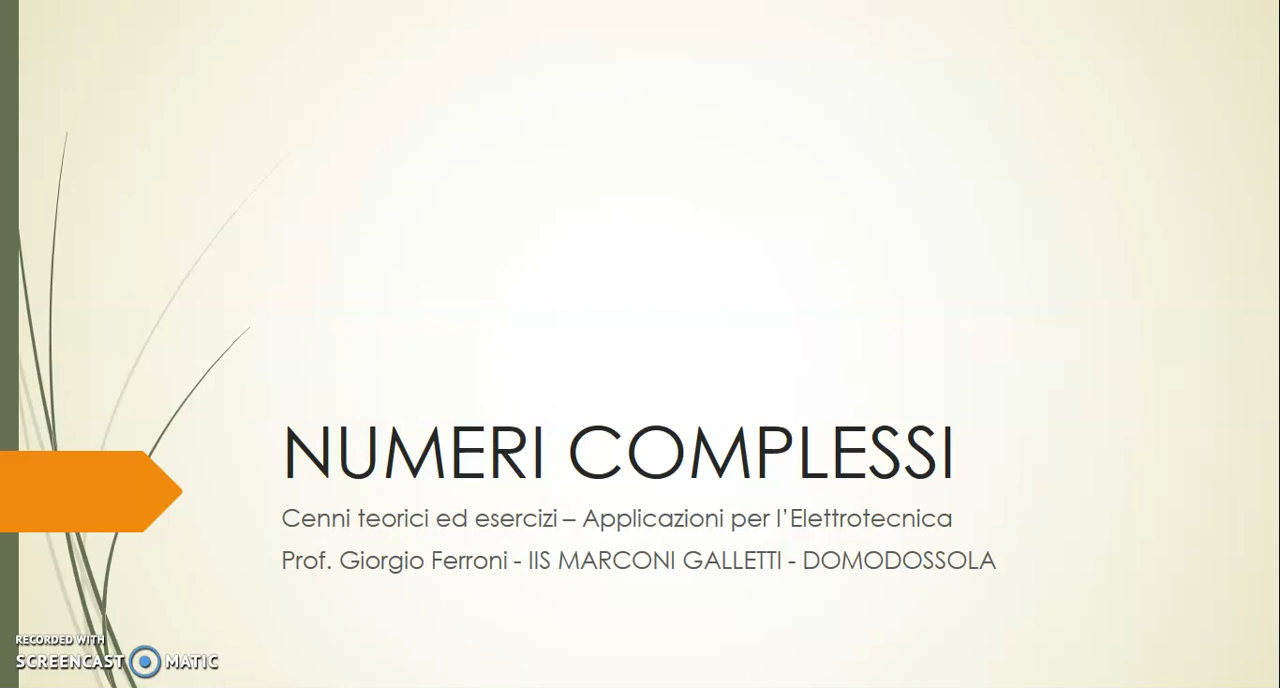 NUMERI COMPLESSI
Cenni teorici ed esercizi – Applicazioni per l’Elettrotecnica
Prof. Giorgio Ferroni - IIS MARCONI GALLETTI - DOMODOSSOLA
RECORDED WITH
SCREENCAST MATIC